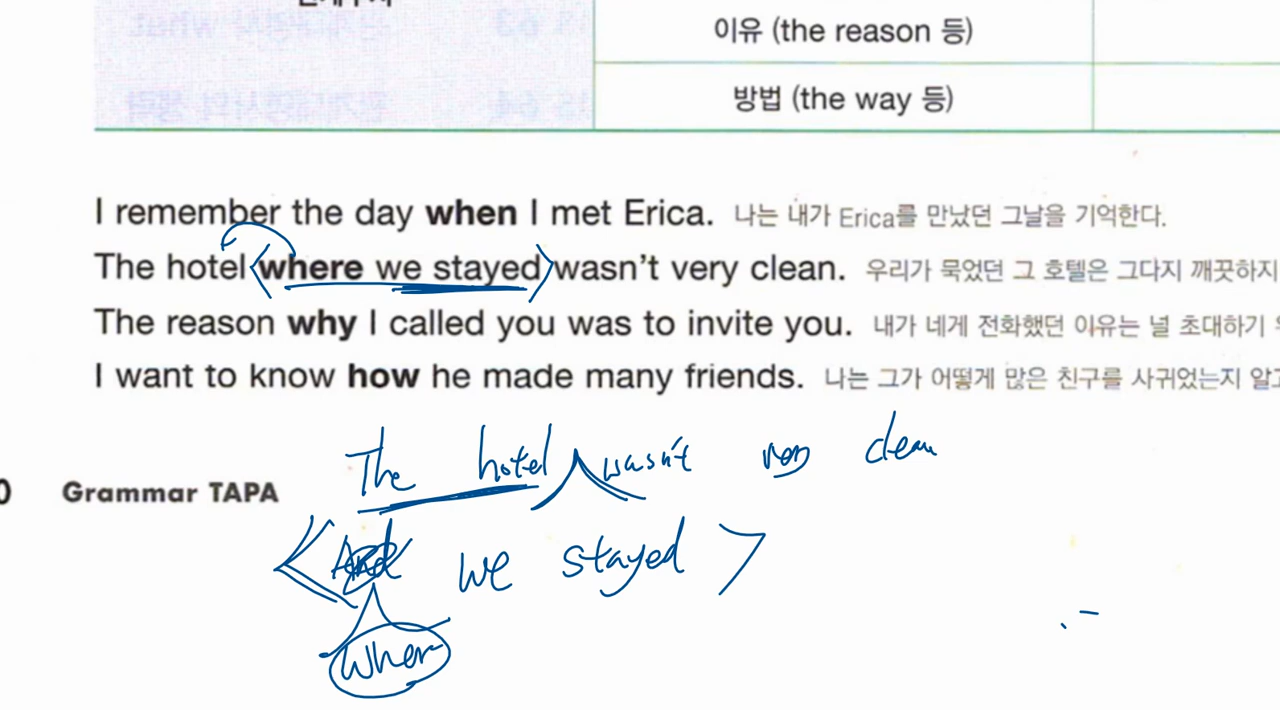 이유 (the reason 등)
방법 (the way 등)
I remember the day when I met Erica. 나는 내가 Erica를 만났던 그날을 기억한다.
The hotel <where we stayed> wasn't very clean. 우리가 묵었던 그 호텔은 그다지 깨끗하지
The reason why I called you was to invite you. 내가 네게 전화했던 이유는 널 초대하기
I want to know how he made many friends. 나는 그가 어떻게 많은 친구를 사귀었는지 알고
The hotel wasn't very clean
Grammar TAPA
< we stayed >